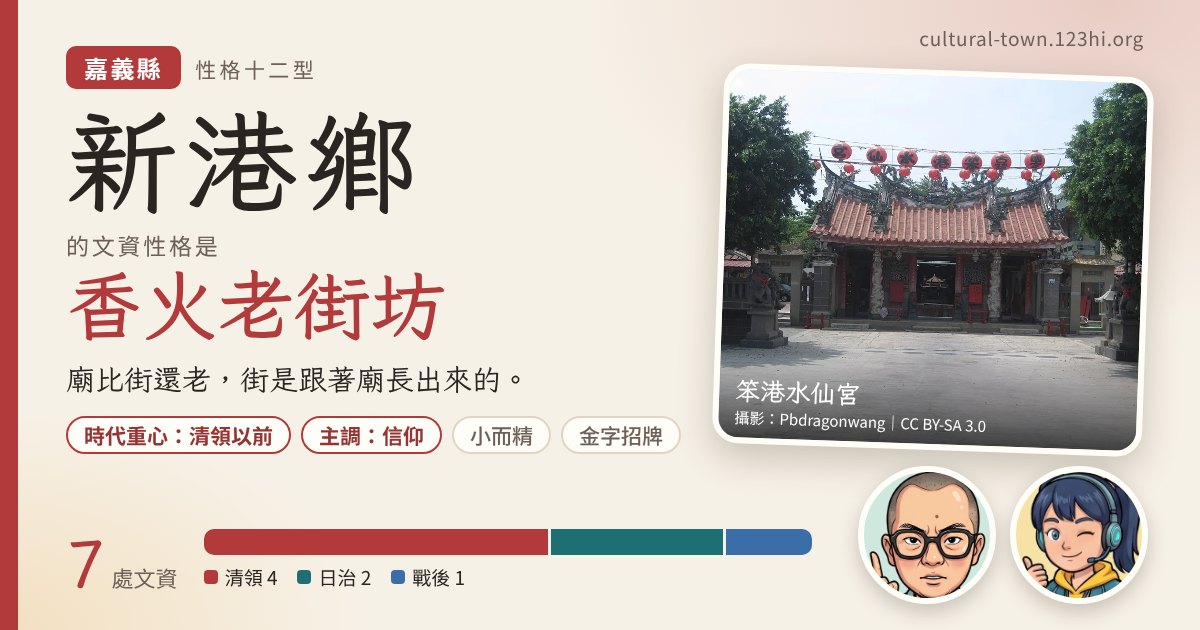 cultural-town.123hi.org
嘉義縣 性格十二型
新港鄉
的文資性格是
香火老街坊
廟比街還老，街是跟著廟長出來的。
時代重心：清領以前 主調：信仰 小而精 金字招牌
笨港水仙宮
攝影：Pbdragonwang｜CC BY-SA 3.0
7 處文資
清領 4 日治 2 戰後 1